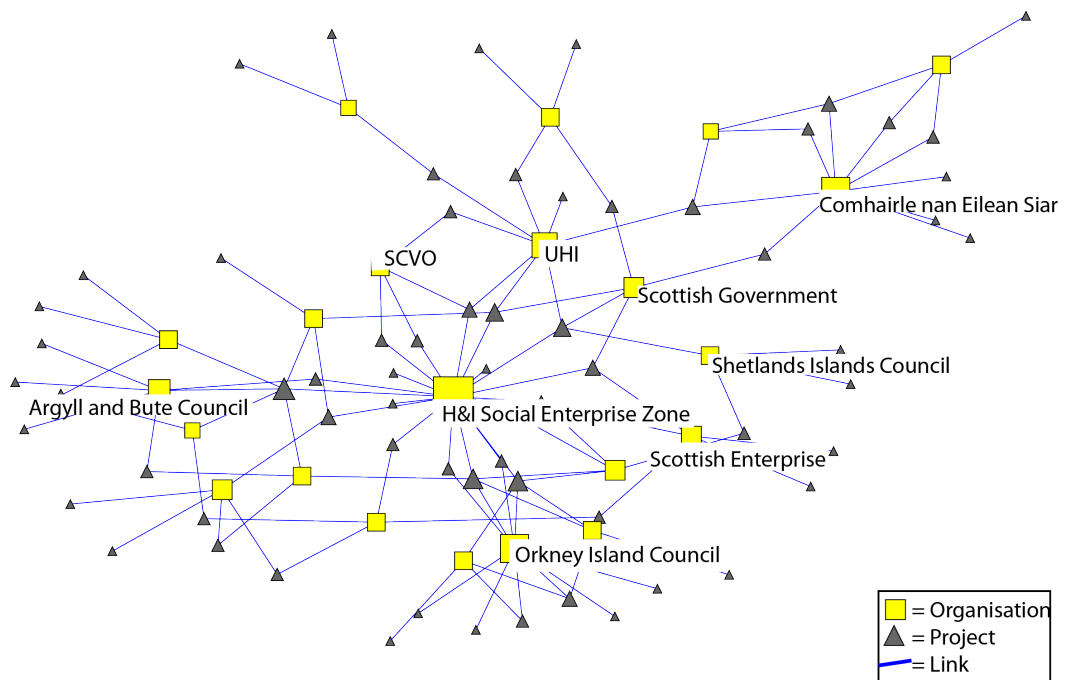 Comhairle nan Eilean Siar
SCVO
UHI
Scottish Government
Shetlands Islands Council
Argyll and Bute Council
H&I Social Enterprise Zone
Scottish Enterprise
Orkney Island Council
= Organisation
= Project
= Link